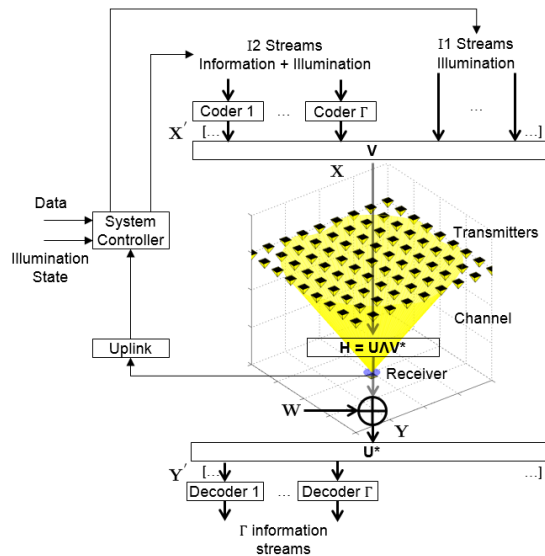 I2 Streams
Information + Illumination
I1 Streams
Illumination
Coder 1
...
Coder Γ
...
X′
[...
...]
V
X
Data
System
Controller
Illumination
State
Transmitters
Channel
Uplink
H = UΛV*
Receiver
W
Y
U*
Y′
[...
...]
Decoder 1
...
Decoder Γ
Γ information
streams